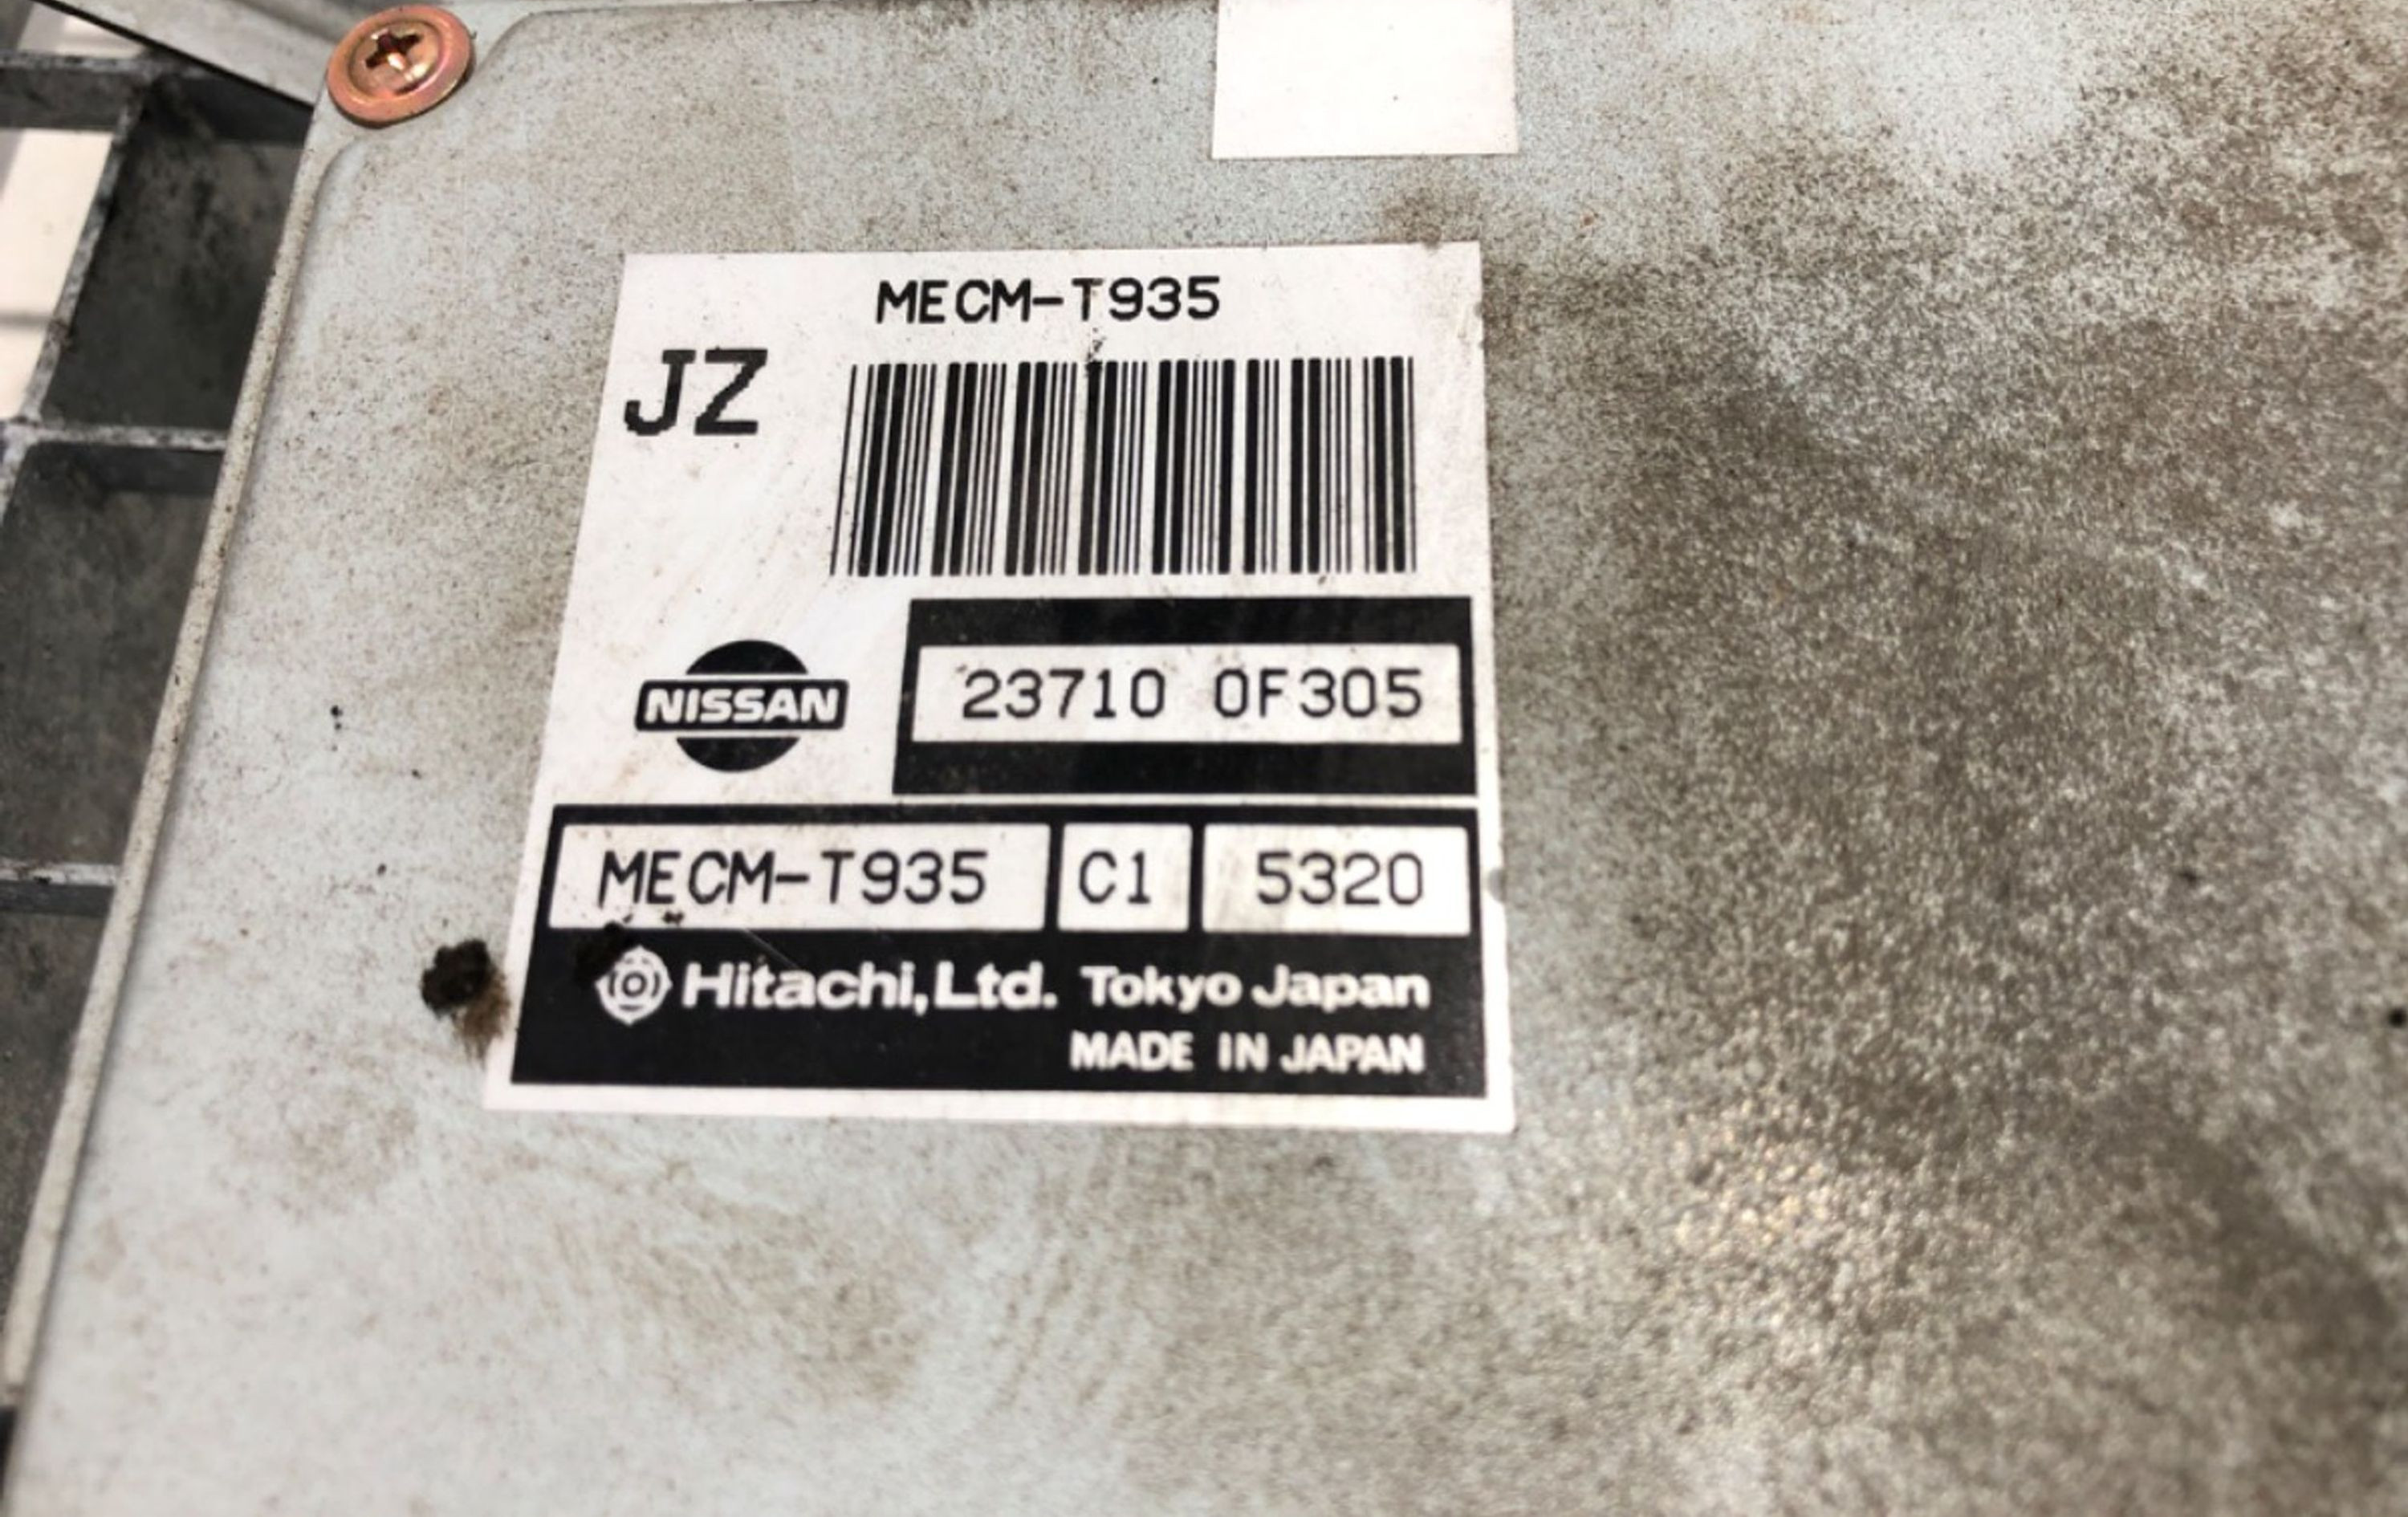 MECM-T935
JZ
NISSAN
23710 0F305
MECM-T935 C1 5320
Hitachi, Ltd. Tokyo Japan
MADE IN JAPAN